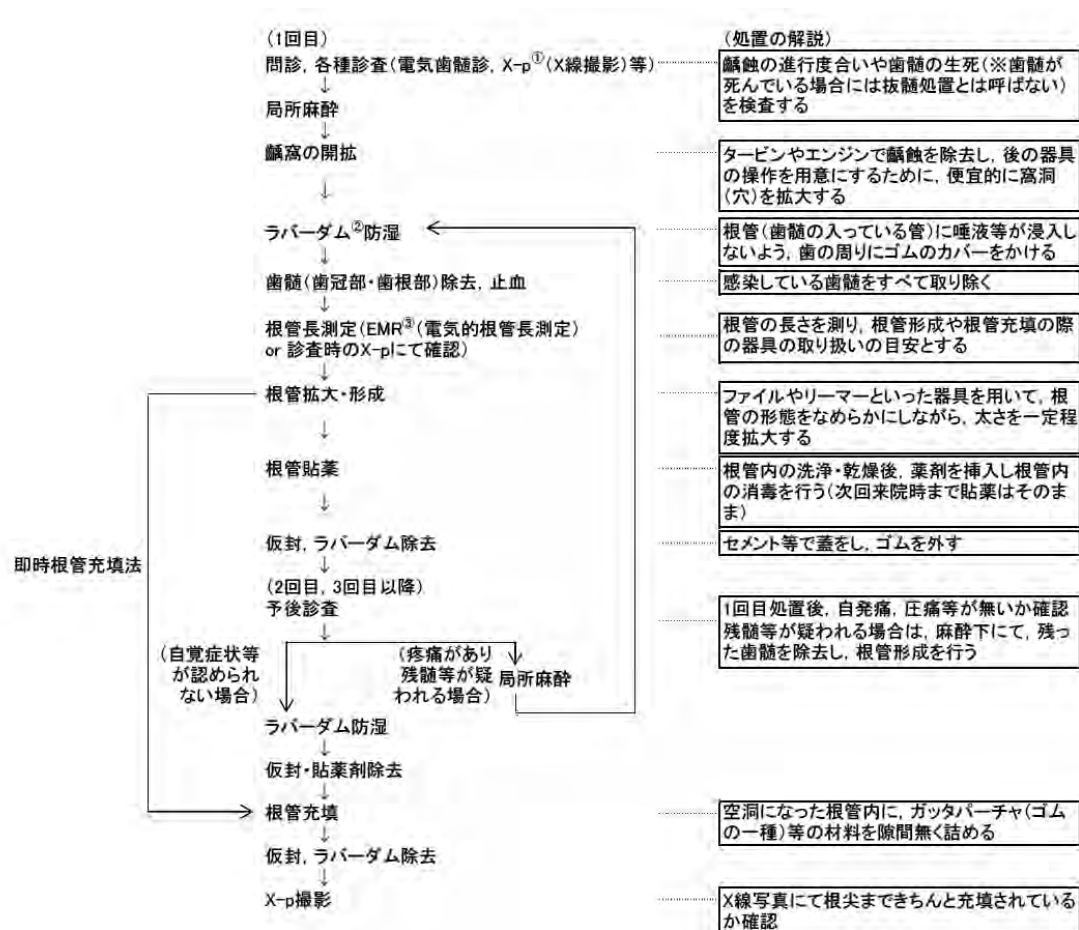 (1回目)
(処置の解説)
問診, 各種診査(電気歯髄診, X-p①(X線撮影)等)
齲蝕の進行度合いや歯髄の生死(※歯髄が
死んでいる場合には抜髄処置とは呼ばない)
を検査する
↓
局所麻酔
↓
齲窩の開拡
タービンやエンジンで齲蝕を除去し, 後の器具
の操作を用意にするために, 便宜的に窩洞
(穴)を拡大する
↓
ラバーダム②防湿
根管(歯髄の入っている管)に唾液等が浸入し
ないよう, 歯の周りにゴムのカバーをかける
↓
歯髄(歯冠部・歯根部)除去, 止血
感染している歯髄をすべて取り除く
↓
根管長測定(EMR③(電気的根管長測定)
or 診査時のX-pにて確認)
根管の長さを測り, 根管形成や根管充填の際
の器具の取り扱いの目安とする
↓
根管拡大・形成
ファイルやリーマーといった器具を用いて, 根
管の形態をなめらかにしながら, 太さを一定程
度拡大する
↓
根管貼薬
根管内の洗浄・乾燥後, 薬剤を挿入し根管内
の消毒を行う(次回来院時まで貼薬はそのま
ま)
↓
仮封, ラバーダム除去
セメント等で蓋をし, ゴムを外す
即時根管充填法
↓
(2回目, 3回目以降)
予後診査
1回目処置後, 自発痛, 圧痛等が無いか確認
残髄等が疑われる場合は, 麻酔下にて, 残っ
た歯髄を除去し, 根管形成を行う
↓
(自覚症状等
が認められ
ない場合)
(疼痛があり
残髄等が疑
われる場合)
局所麻酔
ラバーダム防湿
↓
仮封・貼薬剤除去
↓
根管充填
空洞になった根管内に, ガッタパーチャ(ゴム
の一種)等の材料を隙間無く詰める
↓
仮封, ラバーダム除去
↓
X-p撮影
X線写真にて根尖まできちんと充填されている
か確認